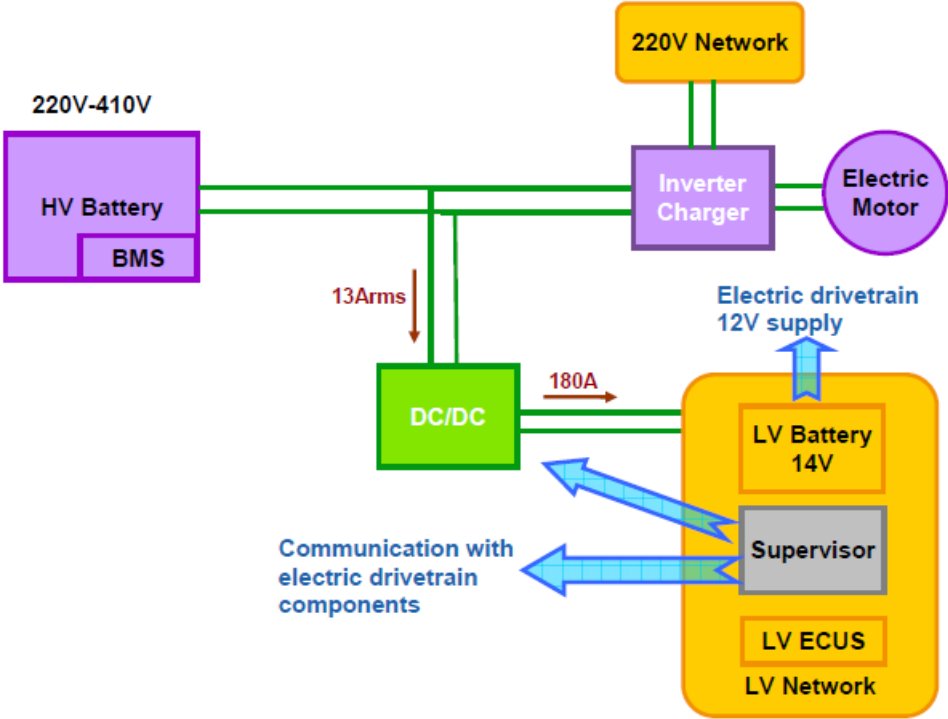 220V Network
220V-410V
HV Battery
BMS
Inverter
Charger
Electric
Motor
13Arms
Electric drivetrain
12V supply
180A
DC/DC
LV Battery
14V
Supervisor
Communication with
electric drivetrain
components
LV ECUS
LV Network